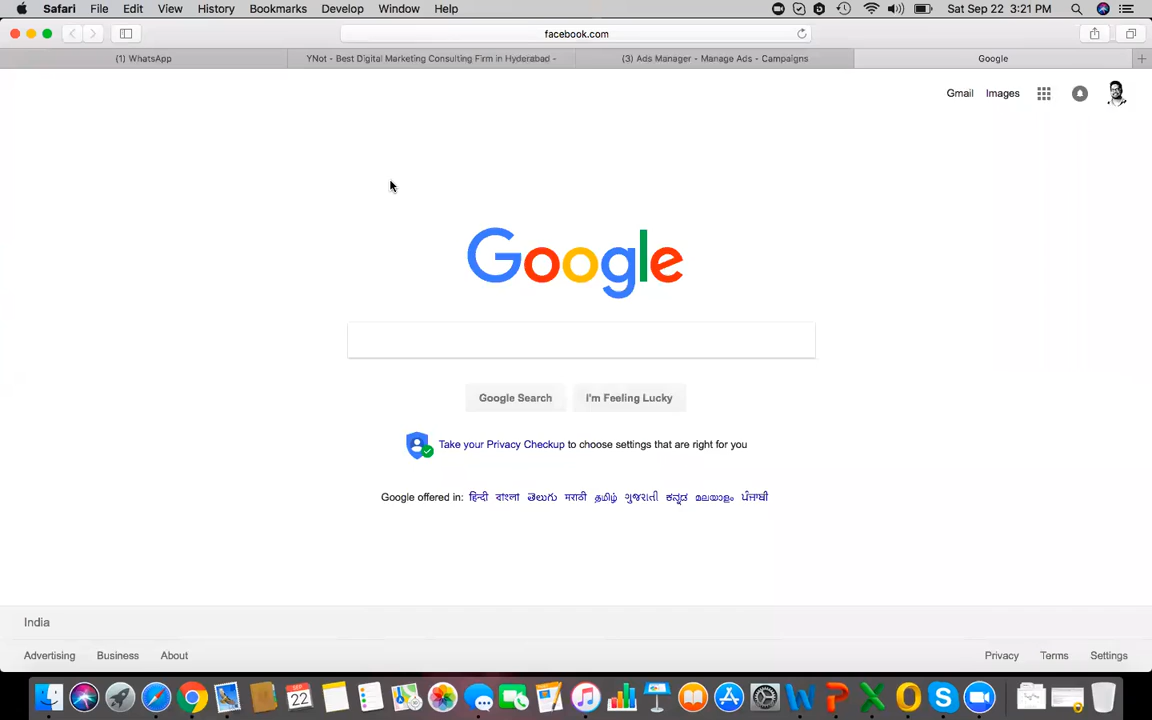 Safari File Edit View History Bookmarks Develop Window Help Sat Sep 22 3:21 PM
facebook.com
(1) WhatsApp YNot - Best Digital Marketing Consulting Firm in Hyderabad - (3) Ads Manager - Manage Ads - Campaigns Google
Gmail Images
Google
Google Search I'm Feeling Lucky
Take your Privacy Checkup to choose settings that are right for you
Google offered in: हिन्दी বাংলা తెలుగు मराठी தமிழ் ગુજરાતી ಕನ್ನಡ മലയാളം ਪੰਜਾਬੀ
India
Advertising Business About Privacy Terms Settings
SEP
22